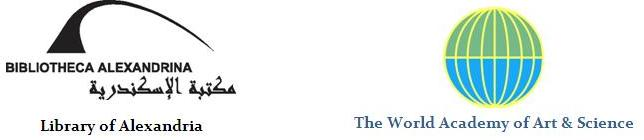 BIBLIOTHECA ALEXANDRINA
مكتبة الإسكندرية
Library of Alexandria
The World Academy of Art & Science